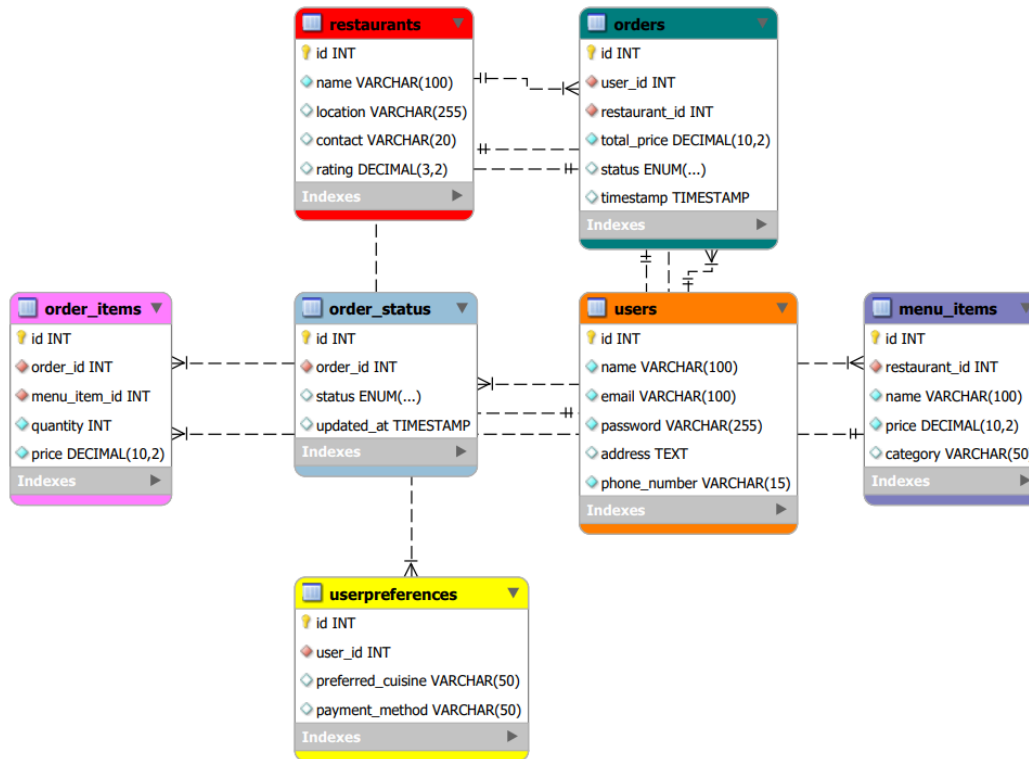 restaurants
id INT
name VARCHAR(100)
location VARCHAR(255)
contact VARCHAR(20)
rating DECIMAL(3,2)
Indexes
orders
id INT
user_id INT
restaurant_id INT
total_price DECIMAL(10,2)
status ENUM(...)
timestamp TIMESTAMP
Indexes
order_items
id INT
order_id INT
menu_item_id INT
quantity INT
price DECIMAL(10,2)
Indexes
order_status
id INT
order_id INT
status ENUM(...)
updated_at TIMESTAMP
Indexes
users
id INT
name VARCHAR(100)
email VARCHAR(100)
password VARCHAR(255)
address TEXT
phone_number VARCHAR(15)
Indexes
menu_items
id INT
restaurant_id INT
name VARCHAR(100)
price DECIMAL(10,2)
category VARCHAR(50
Indexes
userpreferences
id INT
user_id INT
preferred_cuisine VARCHAR(50)
payment_method VARCHAR(50)
Indexes